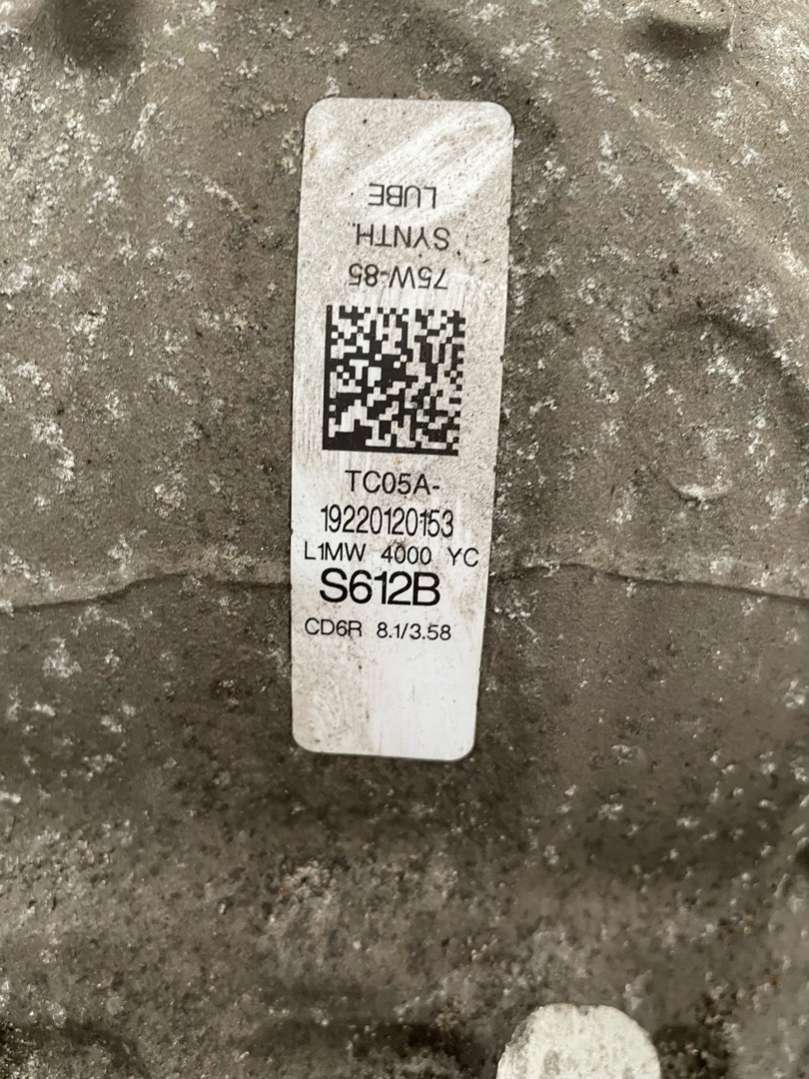 75W-85
SYNTH.
LUBE
TC05A-
19220120153
L1MW 4000 YC
S612B
CD6R 8.1/3.58